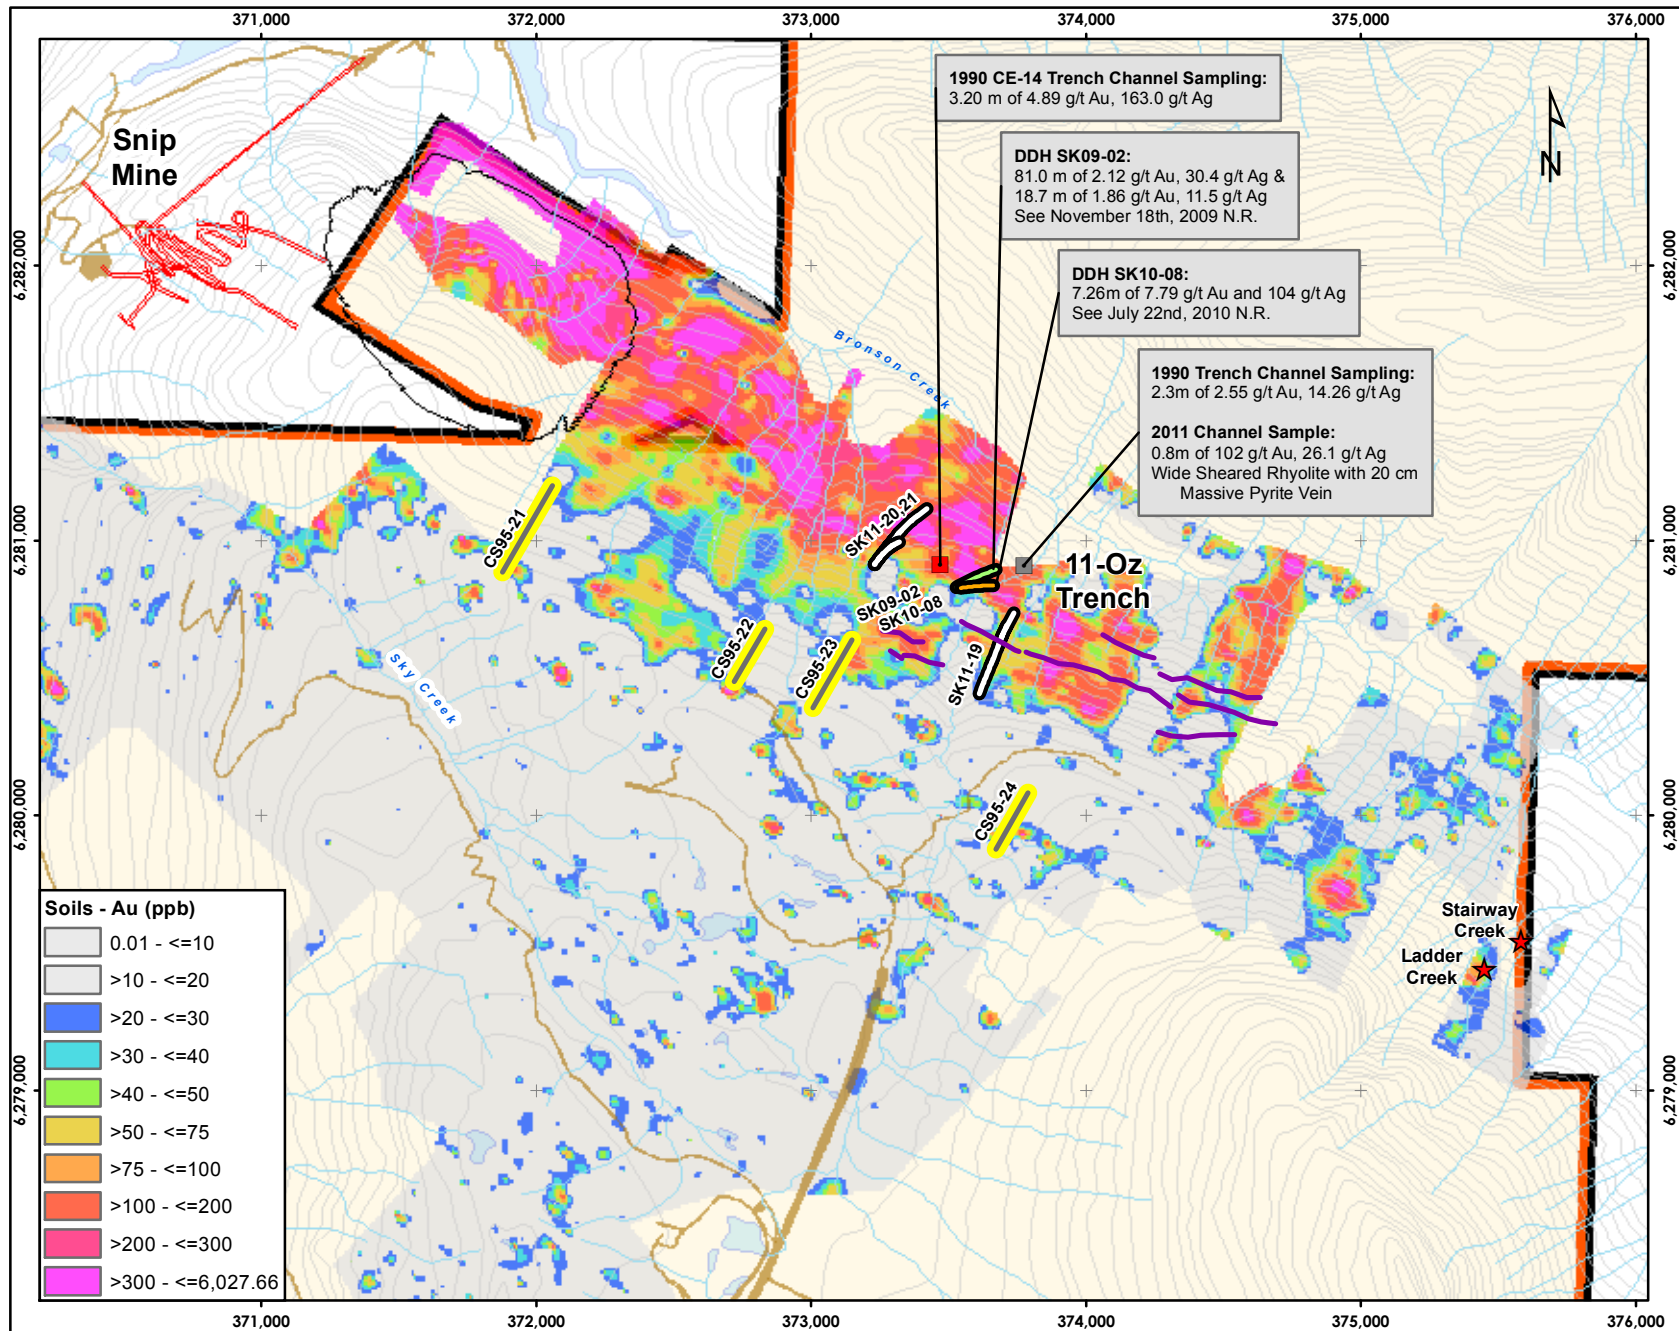 371,000 372,000 373,000 374,000 375,000 376,000
1990 CE-14 Trench Channel Sampling:
3.20 m of 4.89 g/t Au, 163.0 g/t Ag
DDH SK09-02:
81.0 m of 2.12 g/t Au, 30.4 g/t Ag &
18.7 m of 1.86 g/t Au, 11.5 g/t Ag
See November 18th, 2009 N.R.
DDH SK10-08:
7.26m of 7.79 g/t Au and 104 g/t Ag
See July 22nd, 2010 N.R.
1990 Trench Channel Sampling:
2.3m of 2.55 g/t Au, 14.26 g/t Ag
2011 Channel Sample:
0.8m of 102 g/t Au, 26.1 g/t Ag
Wide Sheared Rhyolite with 20 cm
Massive Pyrite Vein
N
Snip
Mine
6,282,000
6,282,000
Bronson Creek
6,281,000
6,281,000
CS95-21
SK11-20,21
11-Oz
Trench
SK09-02
SK10-08
CS95-22
CS95-23
SK11-19
Sky Creek
6,280,000
6,280,000
CS95-24
Stairway
Creek
Ladder
Creek
6,279,000
6,279,000
Soils - Au (ppb)
0.01 - <=10
>10 - <=20
>20 - <=30
>30 - <=40
>40 - <=50
>50 - <=75
>75 - <=100
>100 - <=200
>200 - <=300
>300 - <=6,027.66
371,000 372,000 373,000 374,000 375,000 376,000